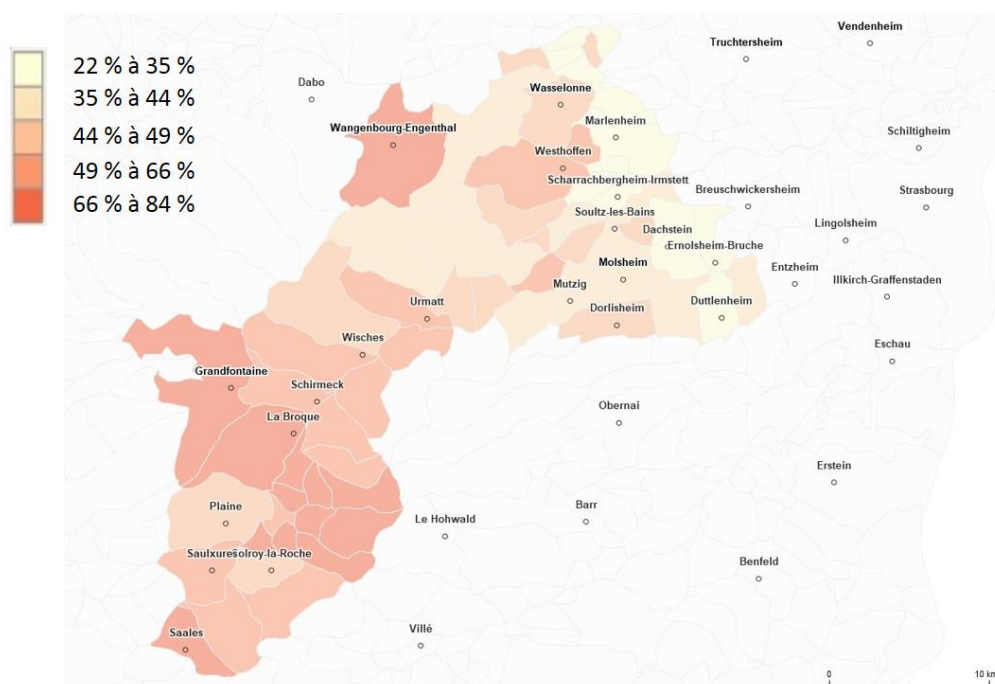 22 % à 35 %
35 % à 44 %
44 % à 49 %
49 % à 66 %
66 % à 84 %
Vendenheim
Truchtersheim
Dabo
Wasselonne
Marlenheim
Wangenbourg-Engenthal
Schiltigheim
Westhoffen
Scharrachbergheim-Irmstett
Breuschwickersheim
Strasbourg
Soultz-les-Bains
Dachstein
Lingolsheim
Ernolsheim-Bruche
Molsheim
Entzheim
Mutzig
Illkirch-Graffenstaden
Urmatt
Dorlisheim
Duttlenheim
Wisches
Eschau
Grandfontaine
Schirmeck
La Broque
Obernai
Erstein
Plaine
Barr
Le Hohwald
Saulxures
olroy-la-Roche
Benfeld
Villé
Saales
0
10 km